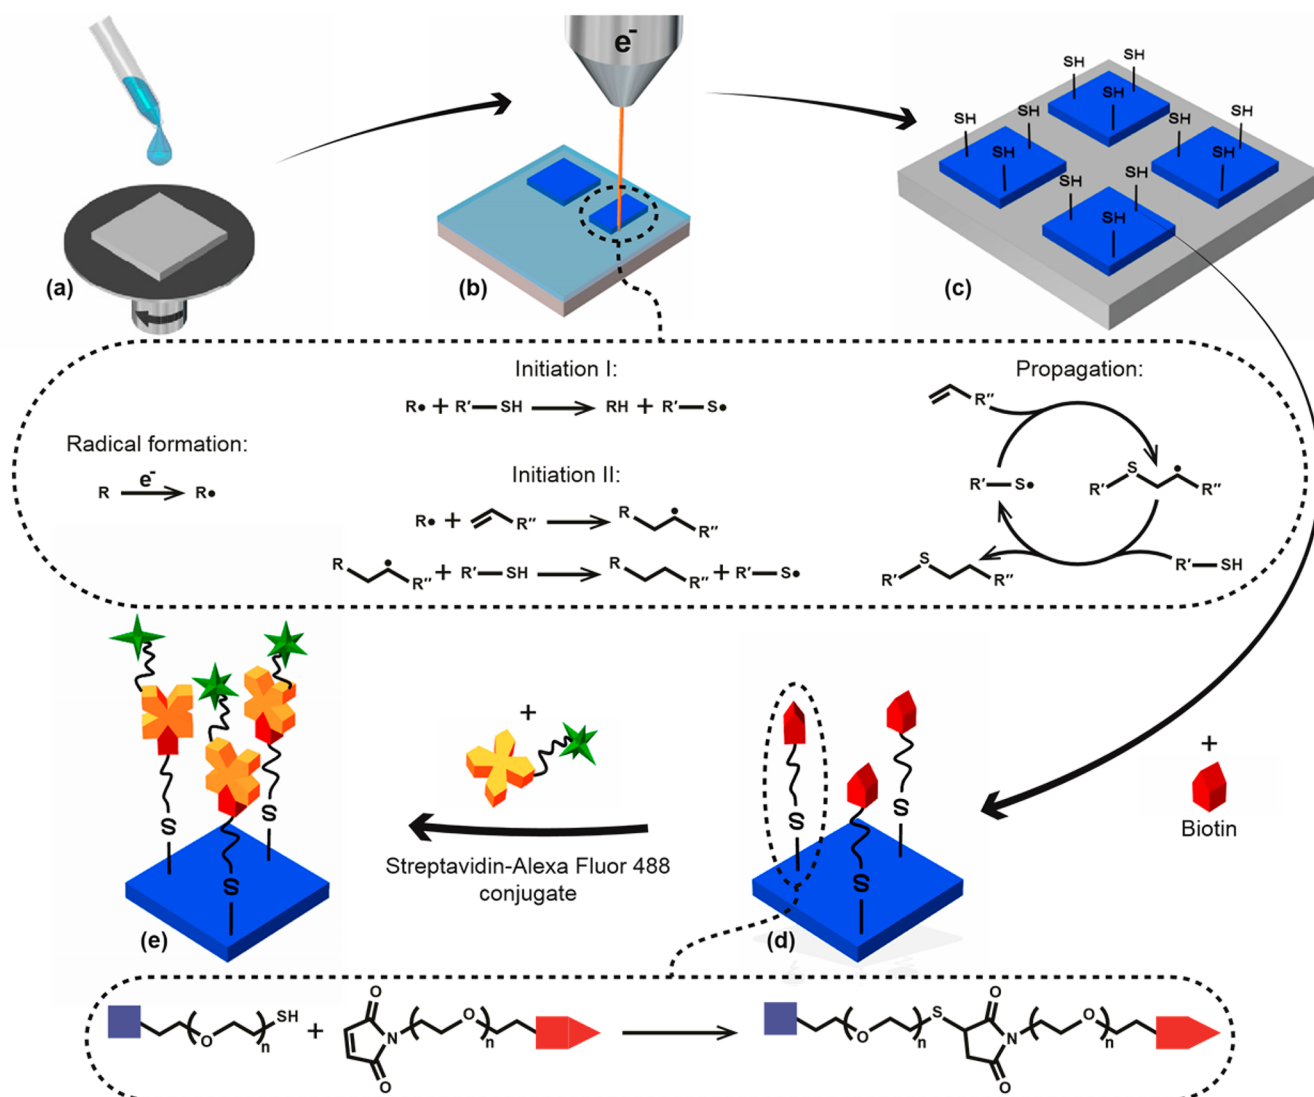 e-
SH SH
SH
SH SH SH SH
SH SH
SH SH
SH
(a) (b) (c)
Initiation I: Propagation:
R• + R′—SH → RH + R′—S• R″
Radical formation:
R e- → R•
Initiation II:
R′—S• R′ S • R″
R• + R″ → R • R″
R • R″ + R′—SH → R R″ + R′—S• R′ S R″ R′—SH
+
+
S S S
Biotin
S S S
Streptavidin-Alexa Fluor 488
conjugate
(e) (d)
O n SH + O N O O n → O n S O N O O n